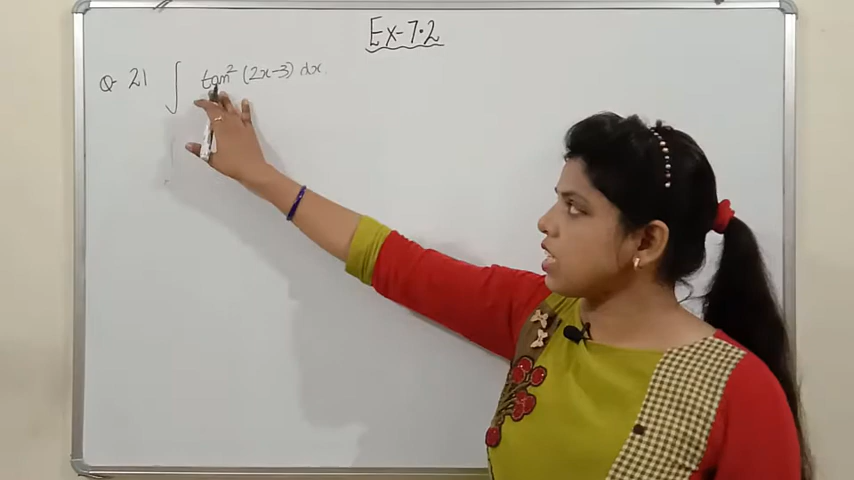 Ex-7.2
Q 21 ∫ tan² (2x-3) dx